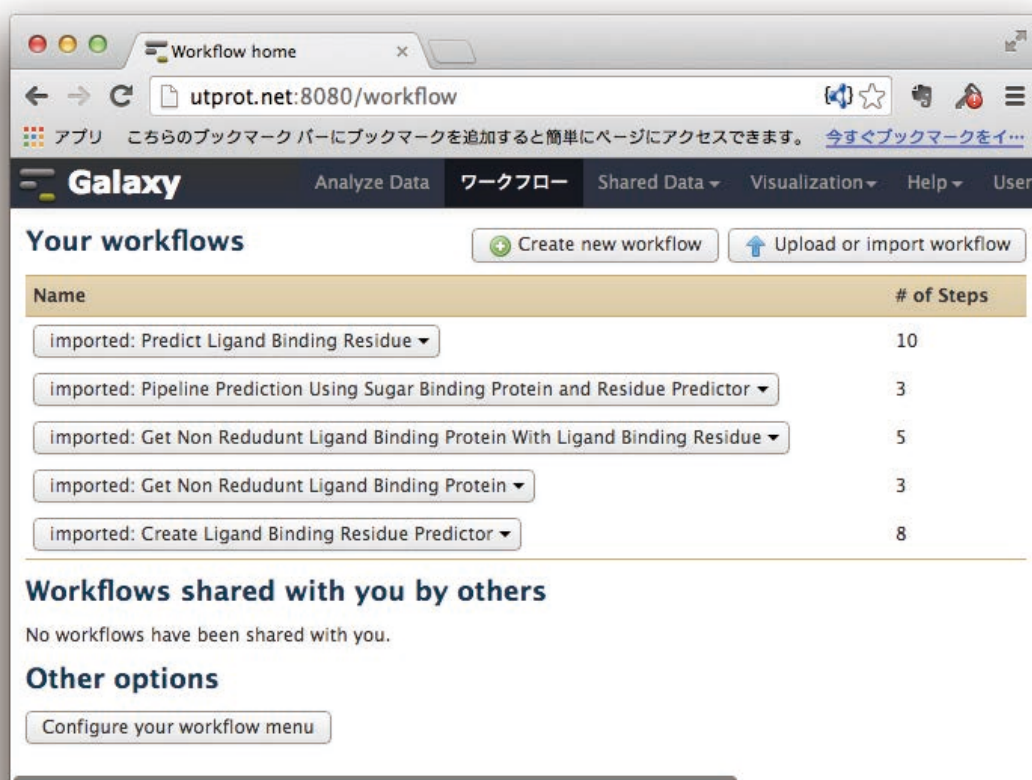 Workflow home
utprot.net:8080/workflow
アプリ こちらのブックマーク バーにブックマークを追加すると簡単にページにアクセスできます。 今すぐブックマークをイ…
Galaxy Analyze Data ワークフロー Shared Data Visualization Help User
Your workflows Create new workflow Upload or import workflow
Name # of Steps
imported: Predict Ligand Binding Residue 10
imported: Pipeline Prediction Using Sugar Binding Protein and Residue Predictor 3
imported: Get Non Redudunt Ligand Binding Protein With Ligand Binding Residue 5
imported: Get Non Redudunt Ligand Binding Protein 3
imported: Create Ligand Binding Residue Predictor 8
Workflows shared with you by others
No workflows have been shared with you.
Other options
Configure your workflow menu